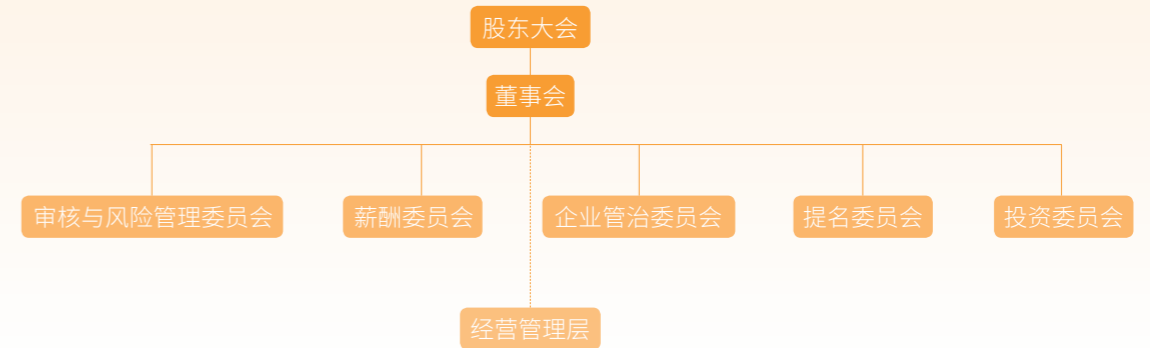 股东大会
董事会
审核与风险管理委员会
薪酬委员会
企业管治委员会
提名委员会
投资委员会
经营管理层